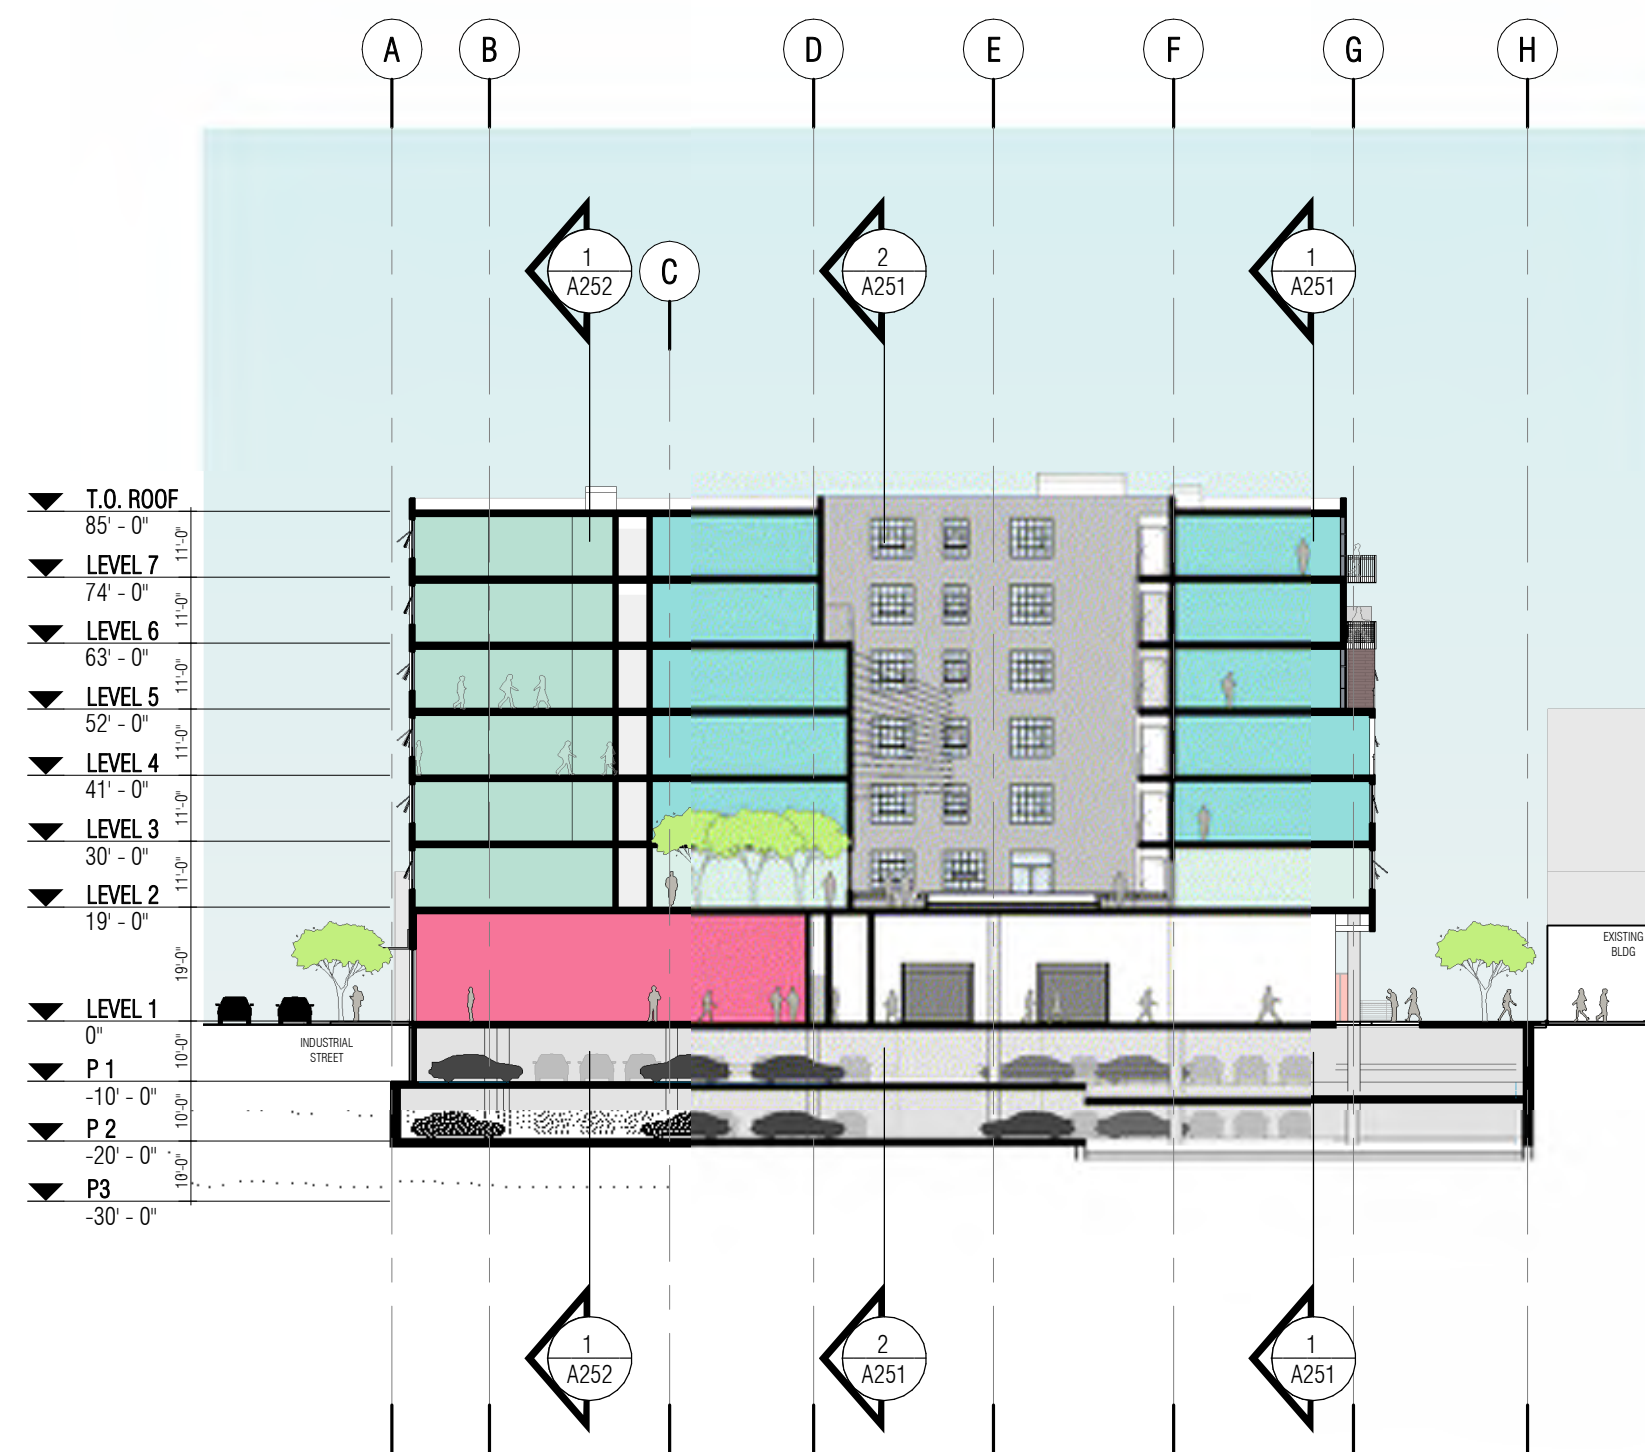 A B D E F G H
1
A252
C
2
A251
1
A251
T.O. ROOF
85' - 0"
11'-0"
LEVEL 7
74' - 0"
11'-0"
LEVEL 6
63' - 0"
11'-0"
LEVEL 5
52' - 0"
11'-0"
LEVEL 4
41' - 0"
11'-0"
LEVEL 3
30' - 0"
11'-0"
LEVEL 2
19' - 0"
19'-0"
LEVEL 1
0"
10'-0"
P 1
-10' - 0"
10'-0"
P 2
-20' - 0"
10'-0"
P3
-30' - 0"
INDUSTRIAL
STREET
EXISTING
BLDG
1
A252
2
A251
1
A251